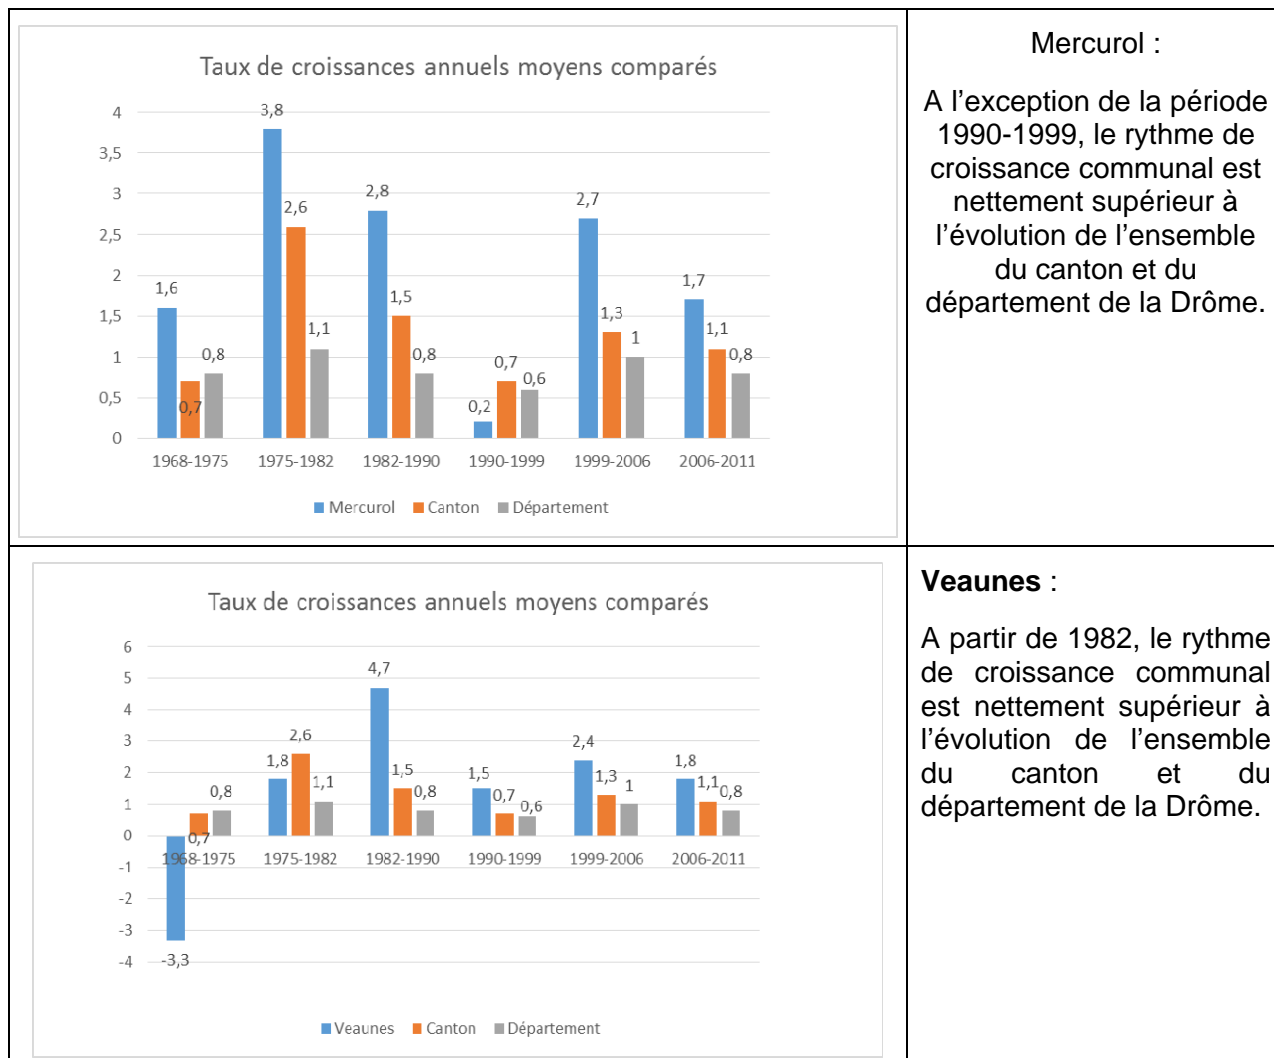 Taux de croissances annuels moyens comparés
4
3,5
3
2,5
2
1,5
1
0,5
0
1,6
0,7
0,8
3,8
2,6
1,1
2,8
1,5
0,8
0,2
0,7
0,6
2,7
1,3
1
1,7
1,1
0,8
1968-1975 1975-1982 1982-1990 1990-1999 1999-2006 2006-2011
Mercurol Canton Département
Mercurol :
A l’exception de la période
1990-1999, le rythme de
croissance communal est
nettement supérieur à
l’évolution de l’ensemble
du canton et du
département de la Drôme.
Taux de croissances annuels moyens comparés
6
5
4
3
2
1
0
-1
-2
-3
-4
-3,3
0,7
0,8
1,8
2,6
1,1
4,7
1,5
0,8
1,5
0,7
0,6
2,4
1,3
1
1,8
1,1
0,8
1968-1975 1975-1982 1982-1990 1990-1999 1999-2006 2006-2011
Veaunes Canton Département
Veaunes :
A partir de 1982, le rythme
de croissance communal
est nettement supérieur à
l’évolution de l’ensemble
du canton et du
département de la Drôme.